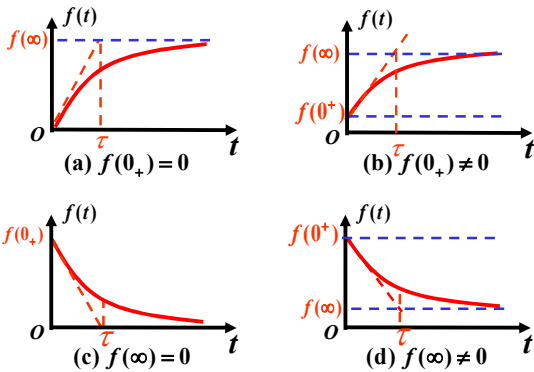 f(t)
f(∞)
O
τ
t
(a) f(0₊) = 0
f(t)
f(∞)
f(0⁺)
O
τ
t
(b) f(0₊) ≠ 0
f(t)
f(0₊)
O
τ
t
(c) f(∞) = 0
f(t)
f(0⁺)
f(∞)
O
τ
t
(d) f(∞) ≠ 0